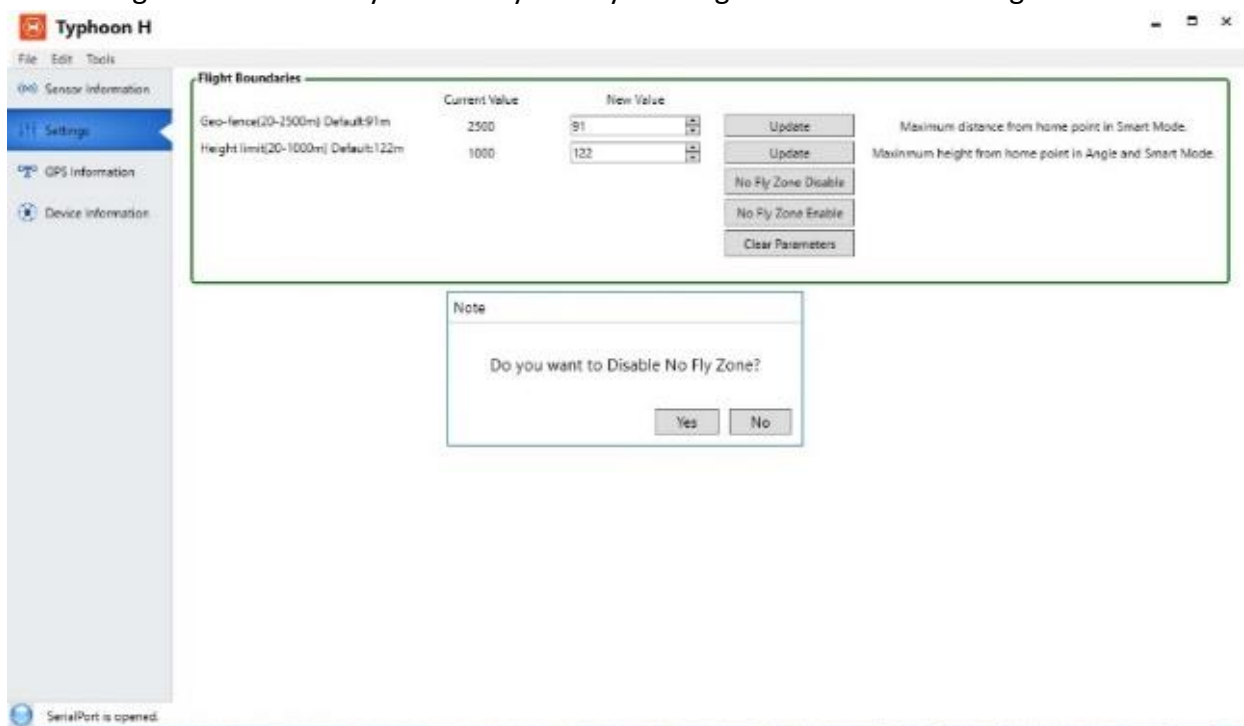 Typhoon H
File Edit Tools
Sensor Information
Settings
GPS Information
Device Information
Flight Boundaries
Current Value New Value
Geo-fence(20-2500m) Default:91m 2500 91 Update Maximum distance from home point in Smart Mode.
Height limit(20-1000m) Default:122m 1000 122 Update Maxinmum height from home point in Angle and Smart Mode.
No Fly Zone Disable
No Fly Zone Enable
Clear Parameters
Note
Do you want to Disable No Fly Zone?
Yes No
SerialPort is opened.